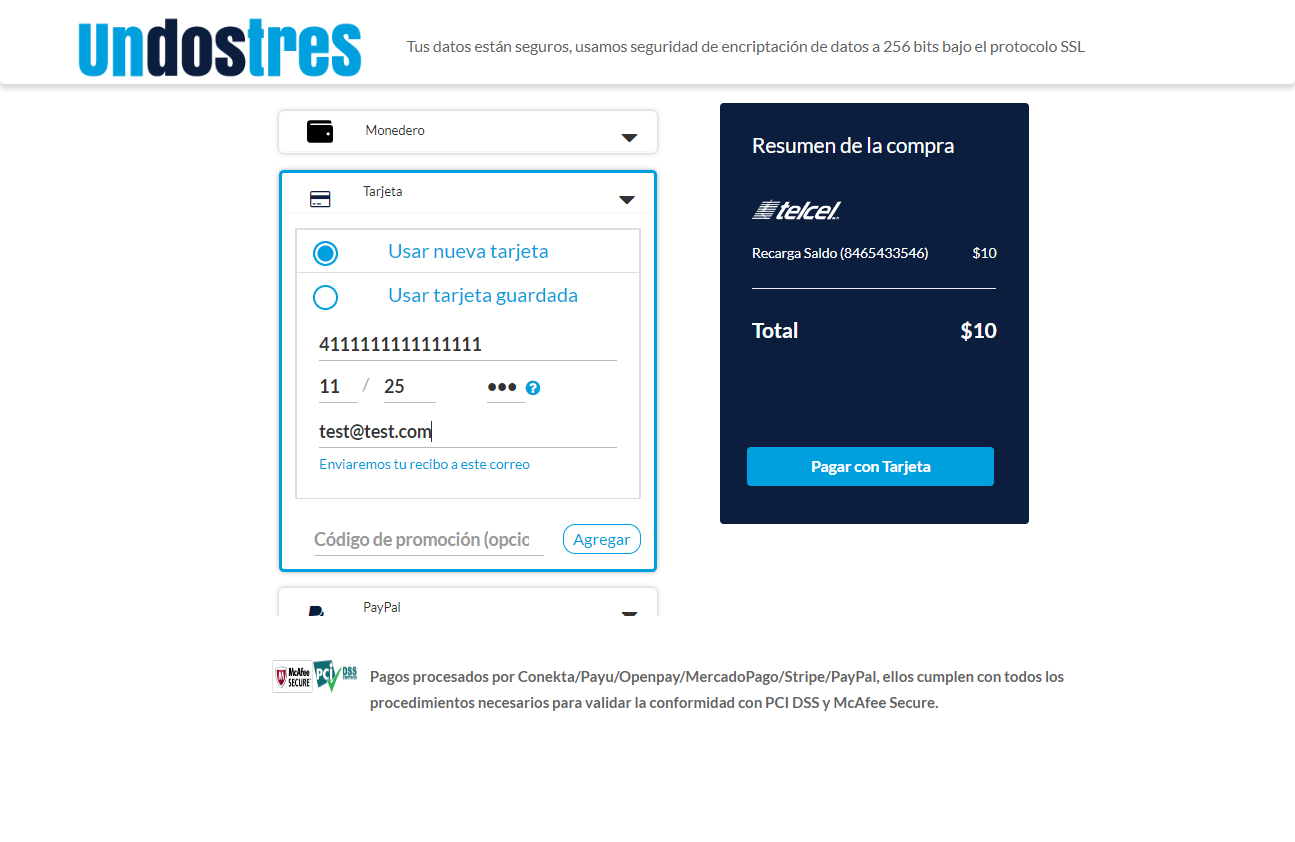 undostres
Tus datos están seguros, usamos seguridad de encriptación de datos a 256 bits bajo el protocolo SSL
Monedero
Tarjeta
Usar nueva tarjeta
Usar tarjeta guardada
4111111111111111
11 / 25 ●●● ?
test@test.com
Enviaremos tu recibo a este correo
Código de promoción (opcio
Agregar
PayPal
Resumen de la compra
telcel
Recarga Saldo (8465433546) $10
Total $10
Pagar con Tarjeta
McAfee
SECURE
PCI DSS
Pagos procesados por Conekta/Payu/Openpay/MercadoPago/Stripe/PayPal, ellos cumplen con todos los
procedimientos necesarios para validar la conformidad con PCI DSS y McAfee Secure.